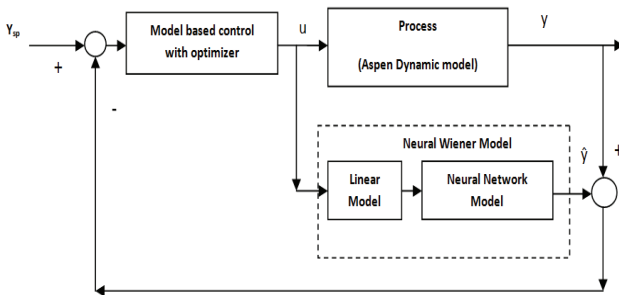 Ysp
+
-
Model based control
with optimizer
u
Process
(Aspen Dynamic model)
y
Neural Wiener Model
Linear
Model
Neural Network
Model
ŷ
+